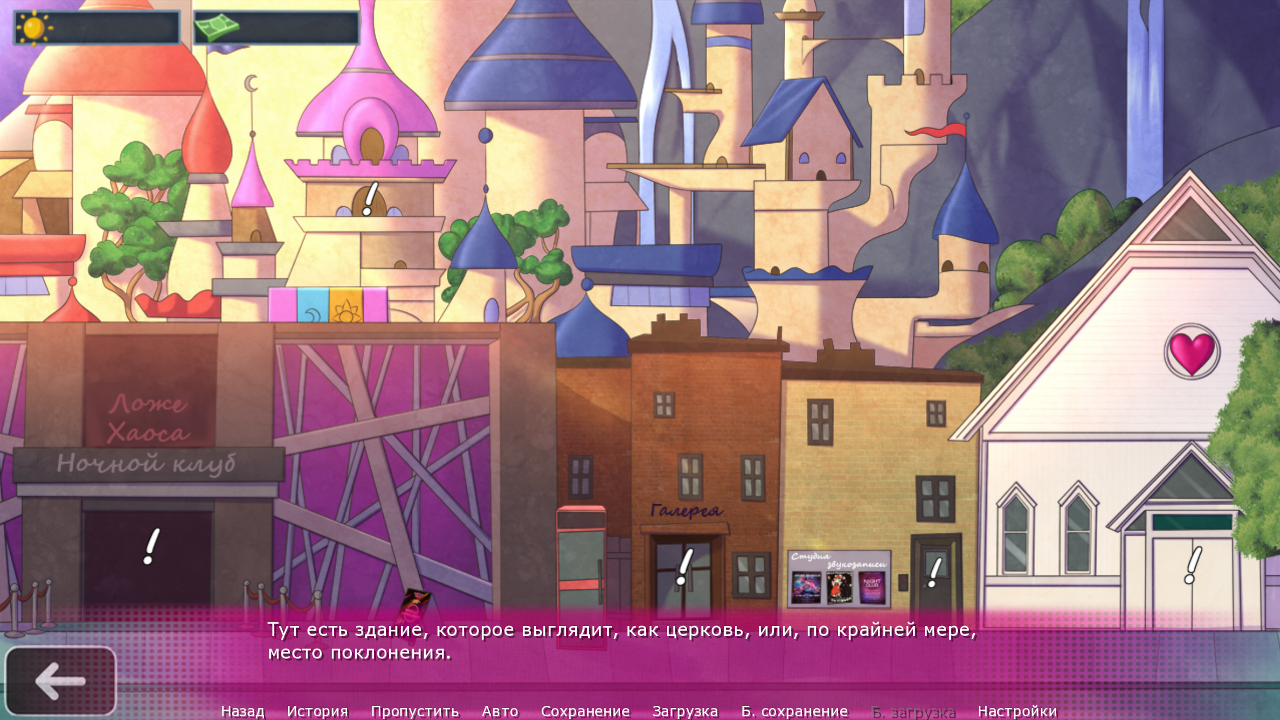 Ложе
Хаоса
Ночной клуб
Галерея
Студия
звукозаписи
Тут есть здание, которое выглядит, как церковь, или, по крайней мере,
место поклонения.
Назад История Пропустить Авто Сохранение Загрузка Б. сохранение Б. загрузка Настройки